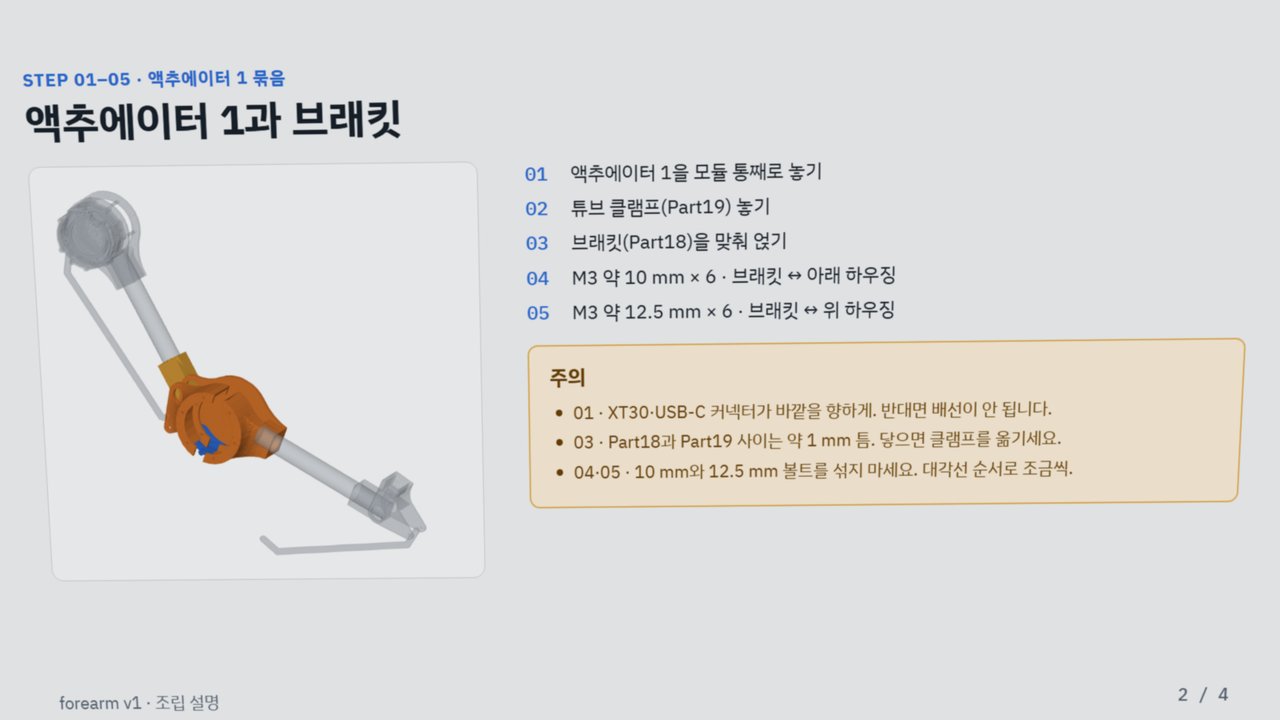 STEP 01–05 · 액추에이터 1 묶음
액추에이터 1과 브래킷
01 액추에이터 1을 모듈 통째로 놓기
02 튜브 클램프(Part19) 놓기
03 브래킷(Part18)을 맞춰 얹기
04 M3 약 10 mm × 6 · 브래킷 ↔ 아래 하우징
05 M3 약 12.5 mm × 6 · 브래킷 ↔ 위 하우징
주의
• 01 · XT30·USB-C 커넥터가 바깥을 향하게. 반대면 배선이 안 됩니다.
• 03 · Part18과 Part19 사이는 약 1 mm 틈. 닿으면 클램프를 옮기세요.
• 04·05 · 10 mm와 12.5 mm 볼트를 섞지 마세요. 대각선 순서로 조금씩.
forearm v1 · 조립 설명
2 / 4